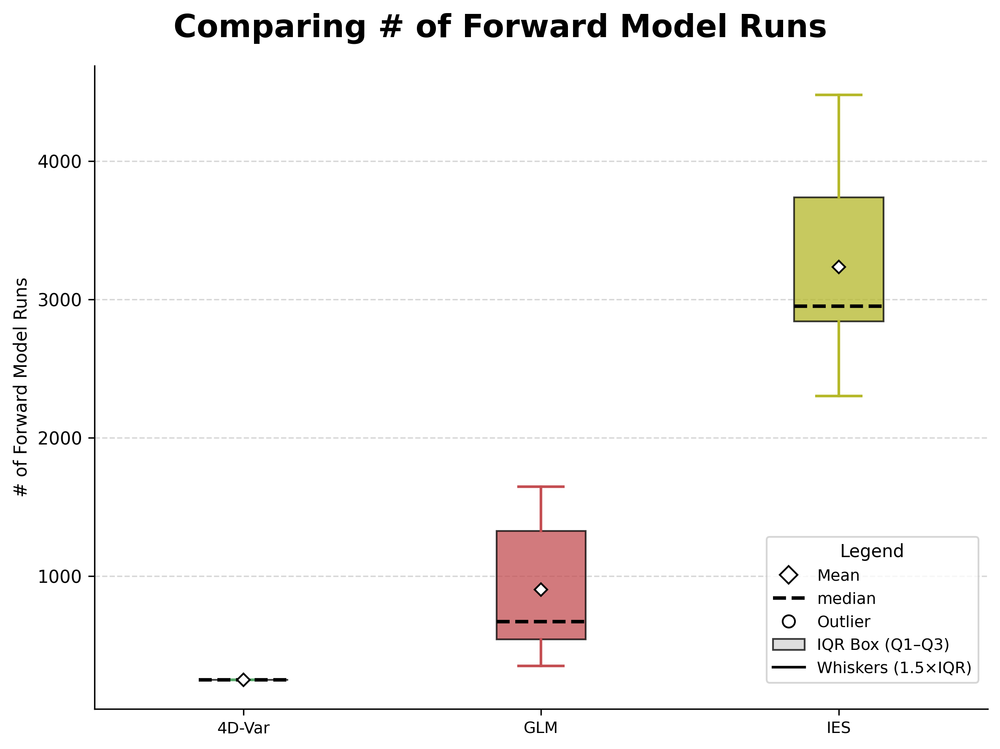 Comparing # of Forward Model Runs
# of Forward Model Runs
4000
3000
2000
1000
4D-Var
GLM
IES
Legend
Mean
median
Outlier
IQR Box (Q1–Q3)
Whiskers (1.5×IQR)